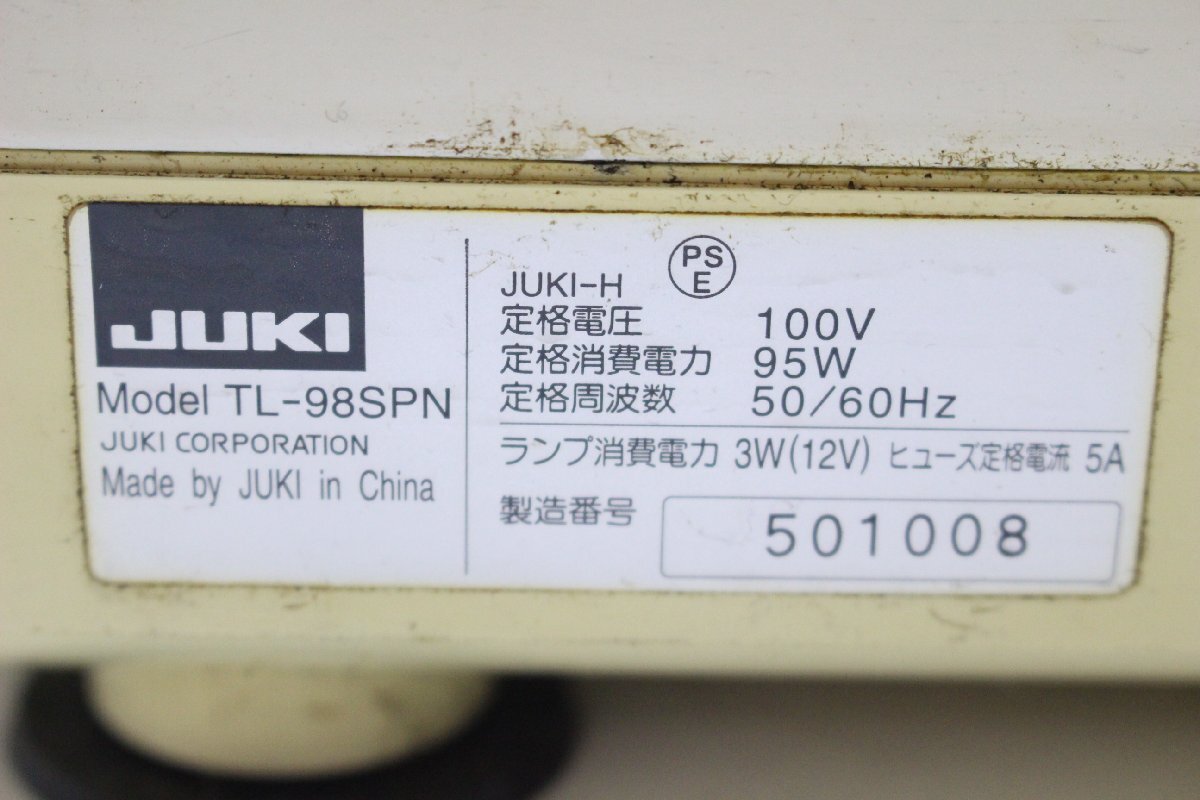 JUKI
Model TL-98SPN
JUKI CORPORATION
Made by JUKI in China
PS
E
JUKI-H
定格電圧 100V
定格消費電力 95W
定格周波数 50/60Hz
ランプ消費電力 3W(12V) ヒューズ定格電流 5A
製造番号 501008